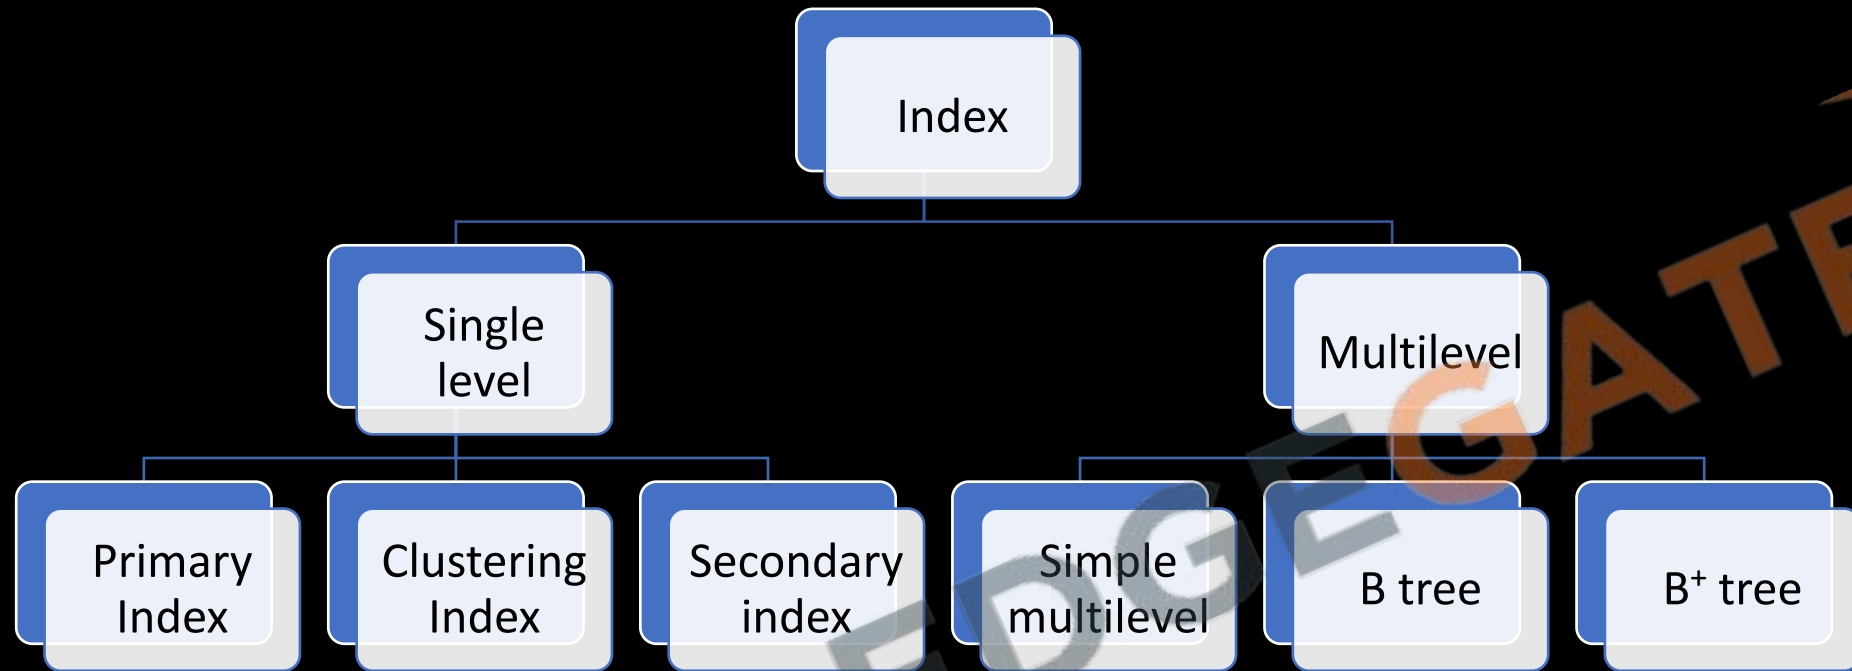 Index
Single
level
Multilevel
Primary
Index
Clustering
Index
Secondary
index
Simple
multilevel
B tree
B⁺ tree
EDGEGATE